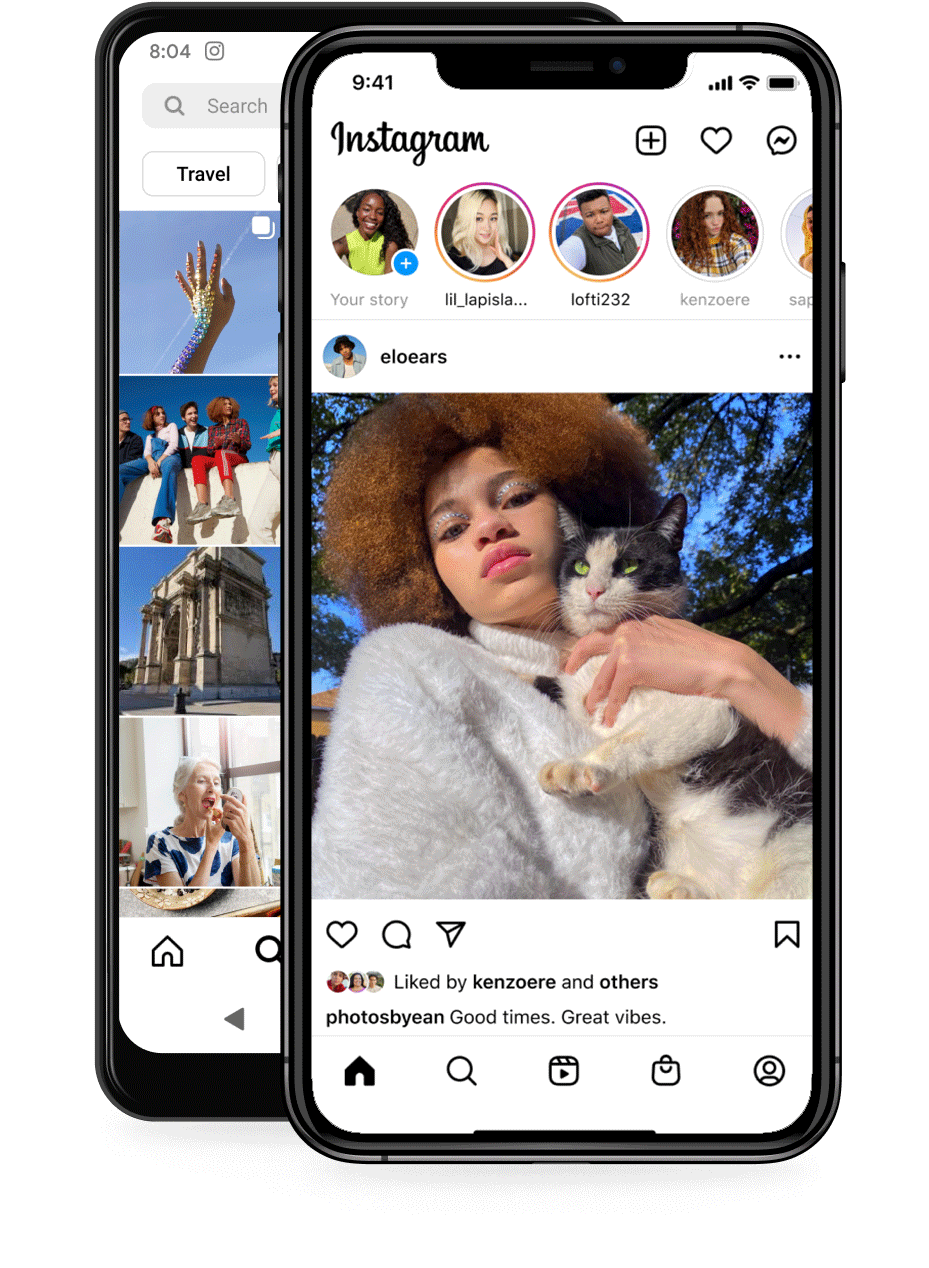 8:04
Search
Travel
9:41
Instagram
Your story
lil_lapisla...
lofti232
kenzoere
sap
eloears
Liked by kenzoere and others
photosbyean Good times. Great vibes.